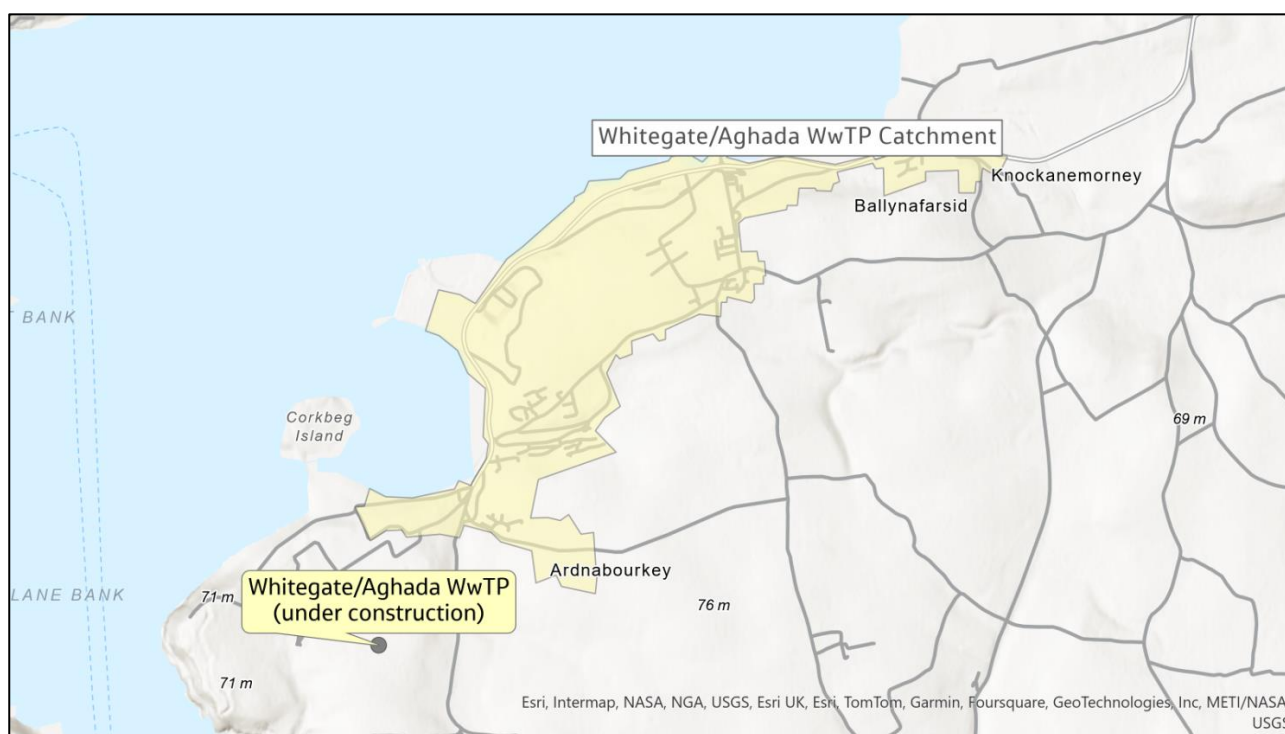 Whitegate/Aghada WwTP Catchment
Knockanemorney
Ballynafarsid
BANK
Corkbeg
Island
69 m
Ardnabourkey
Whitegate/Aghada WwTP
(under construction)
71 m
LANE BANK
76 m
71 m
Esri, Intermap, NASA, NGA, USGS, Esri UK, Esri, TomTom, Garmin, Foursquare, GeoTechnologies, Inc, METI/NASA
USGS